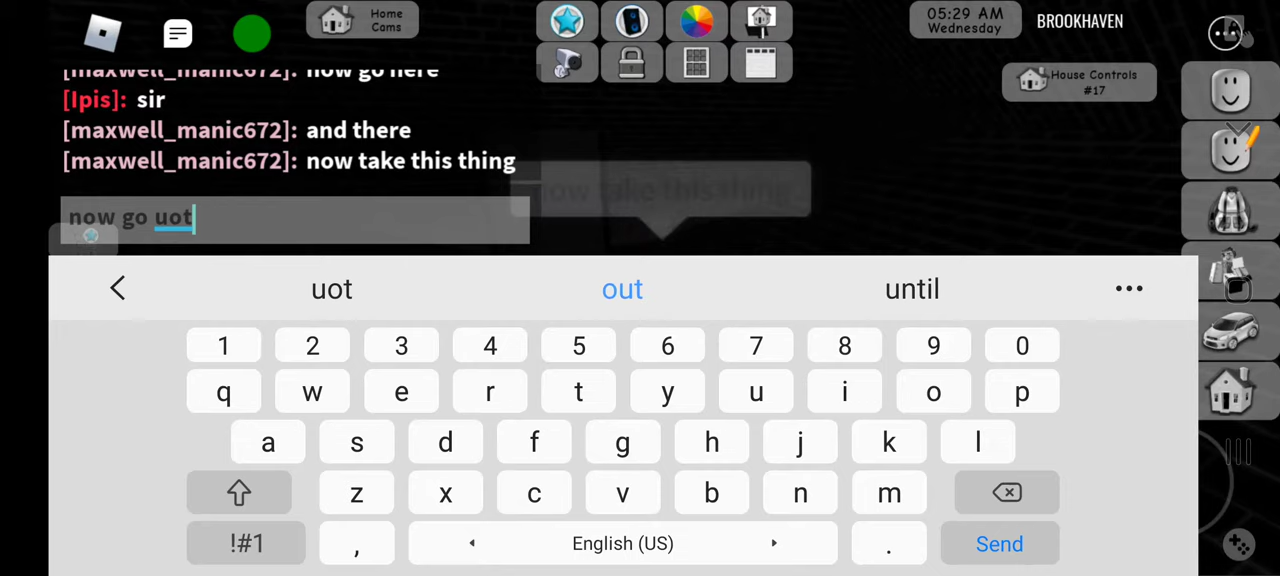 Home
Cams
05:29 AM
Wednesday
BROOKHAVEN
House Controls
#17
[maxwell_manic672]: now go here
[Ipis]: sir
[maxwell_manic672]: and there
[maxwell_manic672]: now take this thing
now take this thing
now go uot
uot out until
1 2 3 4 5 6 7 8 9 0
q w e r t y u i o p
a s d f g h j k l
z x c v b n m
!#1 , English (US) . Send